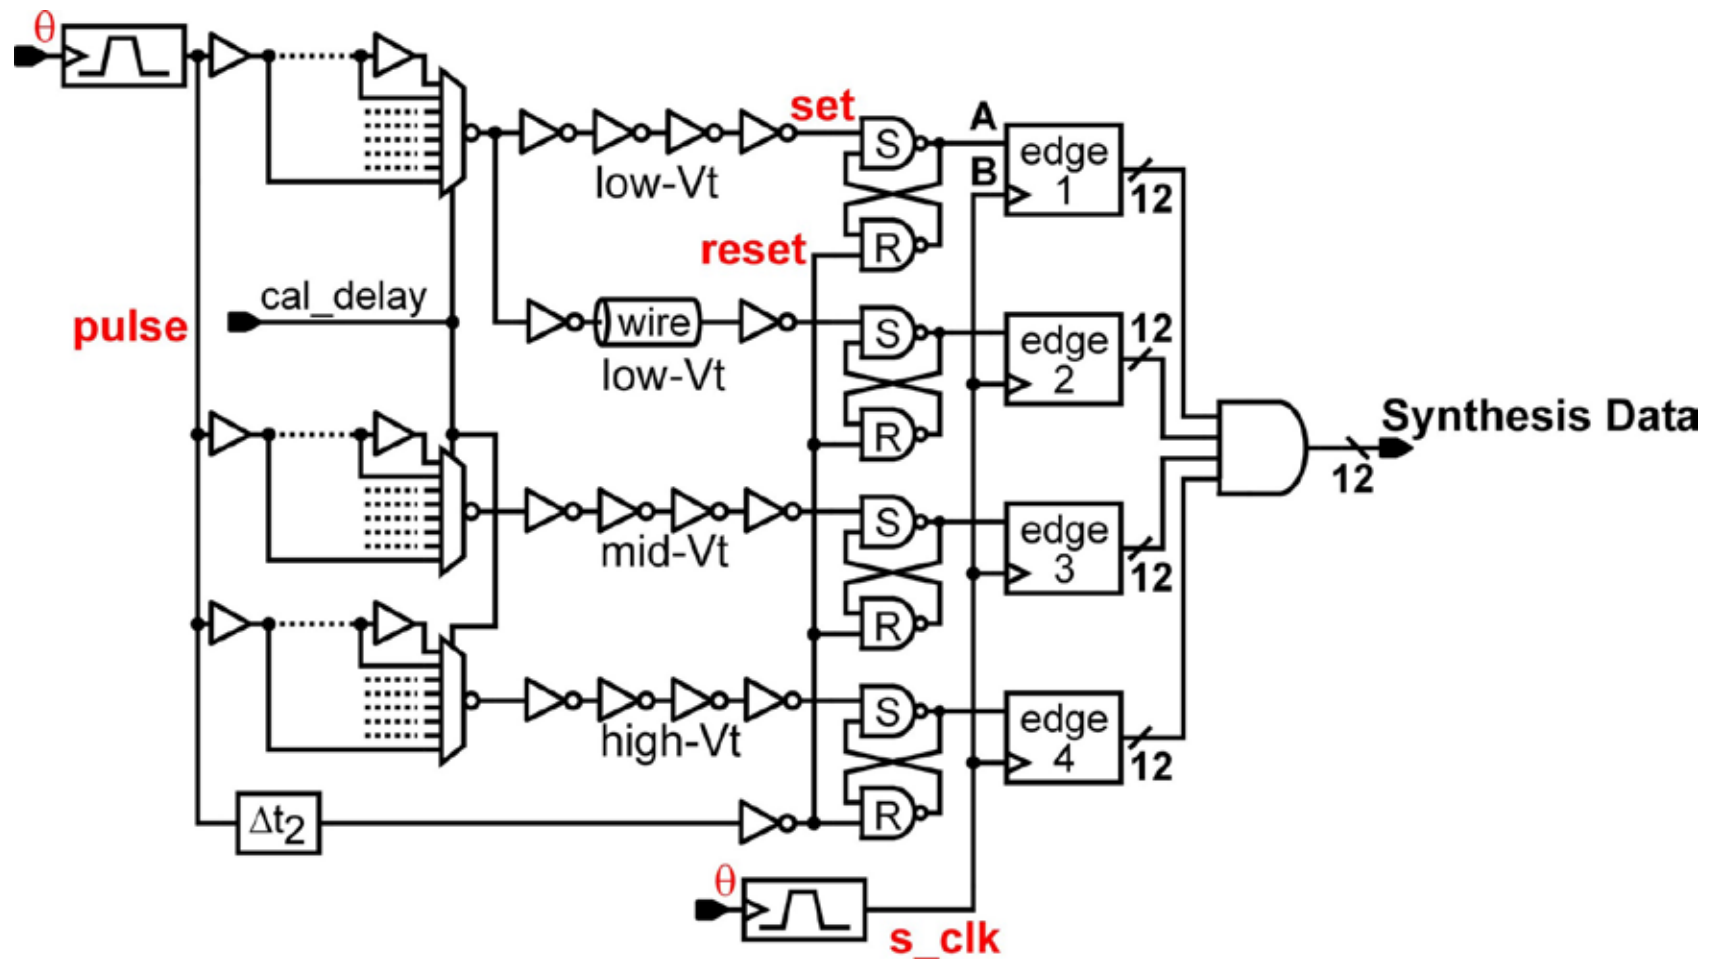 θ
set
A
S
edge
1
12
low-Vt
B
reset
R
cal_delay
pulse
wire
low-Vt
S
edge
2
12
R
Synthesis Data
12
S
edge
3
12
mid-Vt
R
S
edge
4
12
high-Vt
R
Δt2
θ
s_clk